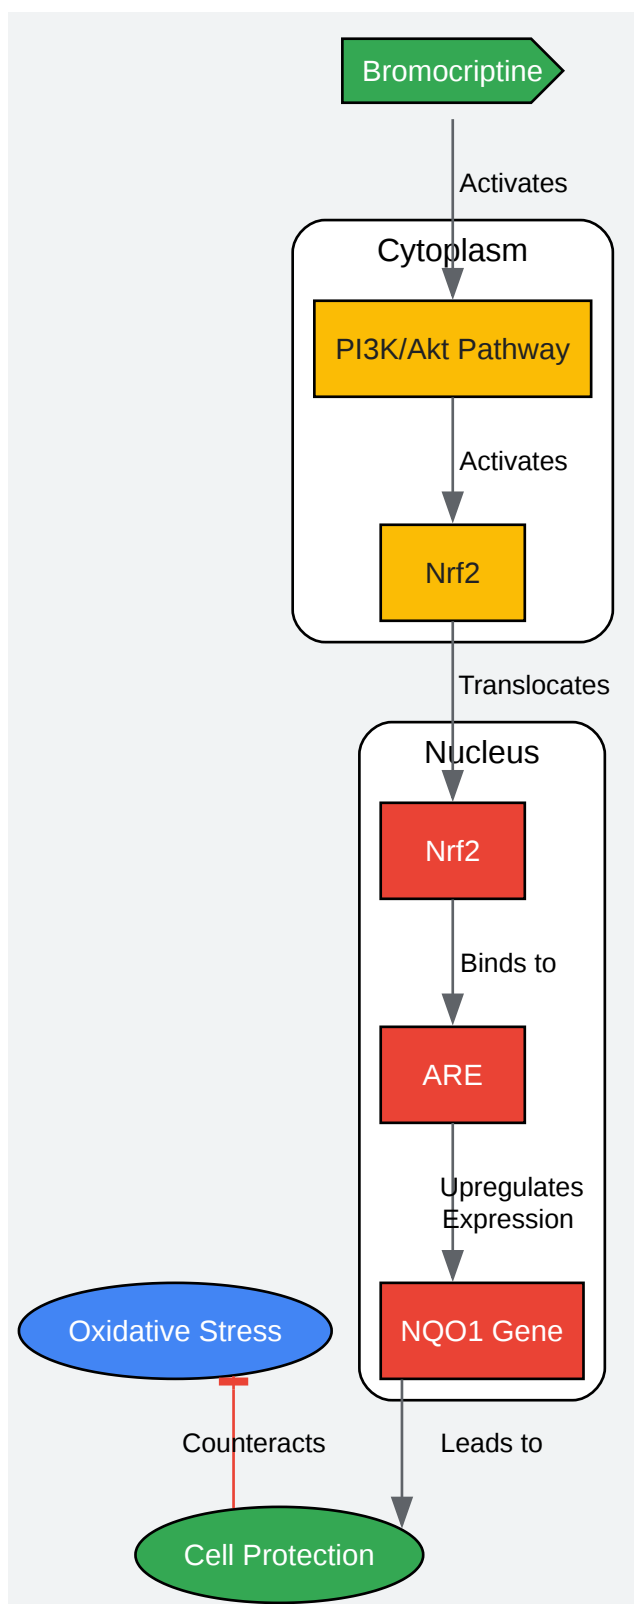 Bromocriptine
Activates
Cytoplasm
PI3K/Akt Pathway
Activates
Nrf2
Translocates
Nucleus
Nrf2
Binds to
ARE
Upregulates
Expression
Oxidative Stress
NQO1 Gene
Counteracts
Leads to
Cell Protection